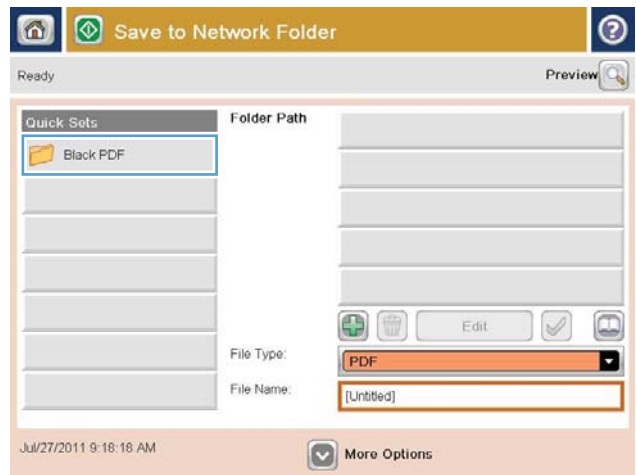 Save to Network Folder
Ready
Preview
Quick Sets
Folder Path
Black PDF
Edit
File Type:
PDF
File Name:
[Untitled]
Jul/27/2011 9:18:18 AM
More Options